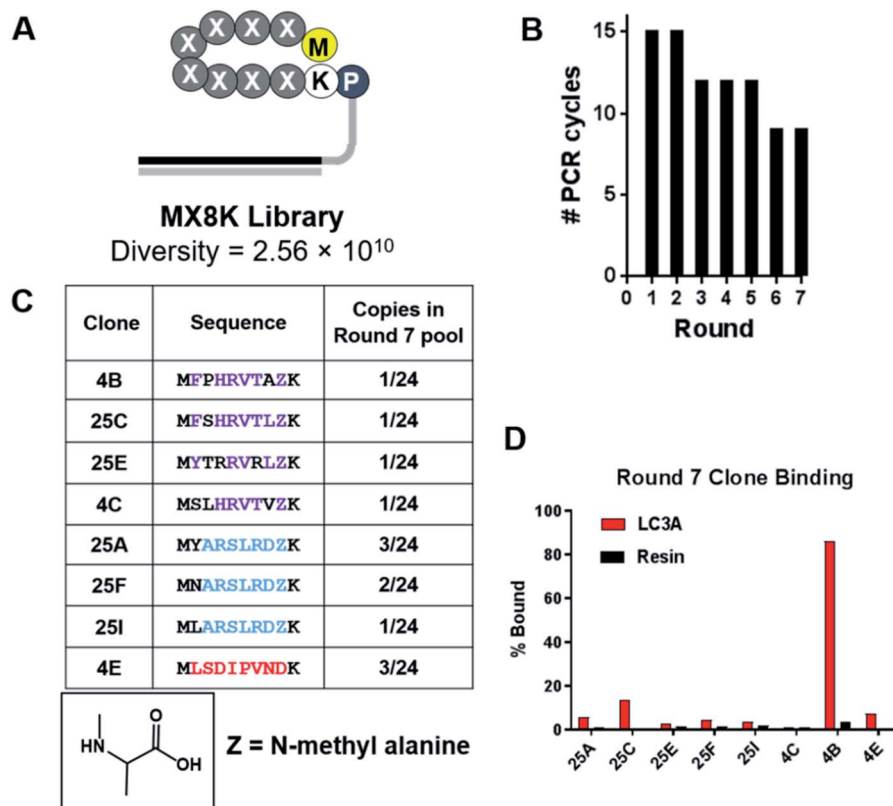 A
X X X X M
X X X X X K P
MX8K Library
Diversity = 2.56 × 10¹⁰
B
# PCR cycles
15
10
5
0
0 1 2 3 4 5 6 7
Round
C
Clone Sequence Copies in Round 7 pool
4B MFPHRVTAZK 1/24
25C MFSHRVTLZK 1/24
25E MYTRRVRLZK 1/24
4C MSLHRVTVZK 1/24
25A MYARSLRDZK 3/24
25F MNARSLRDZK 2/24
25I MLARSLRDZK 1/24
4E MLSDIPVND​K 3/24
O
HN
OH
Z = N-methyl alanine
D
Round 7 Clone Binding
LC3A
Resin
% Bound
100
80
60
40
20
0
25A 25C 25E 25F 25I 4C 4B 4E